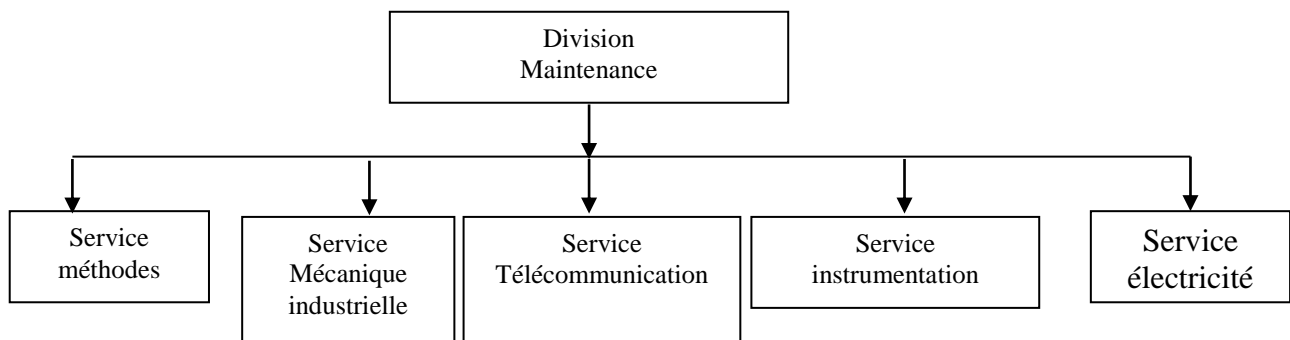 Division
Maintenance
Service
méthodes
Service
Mécanique
industrielle
Service
Télécommunication
Service
instrumentation
Service
électricité